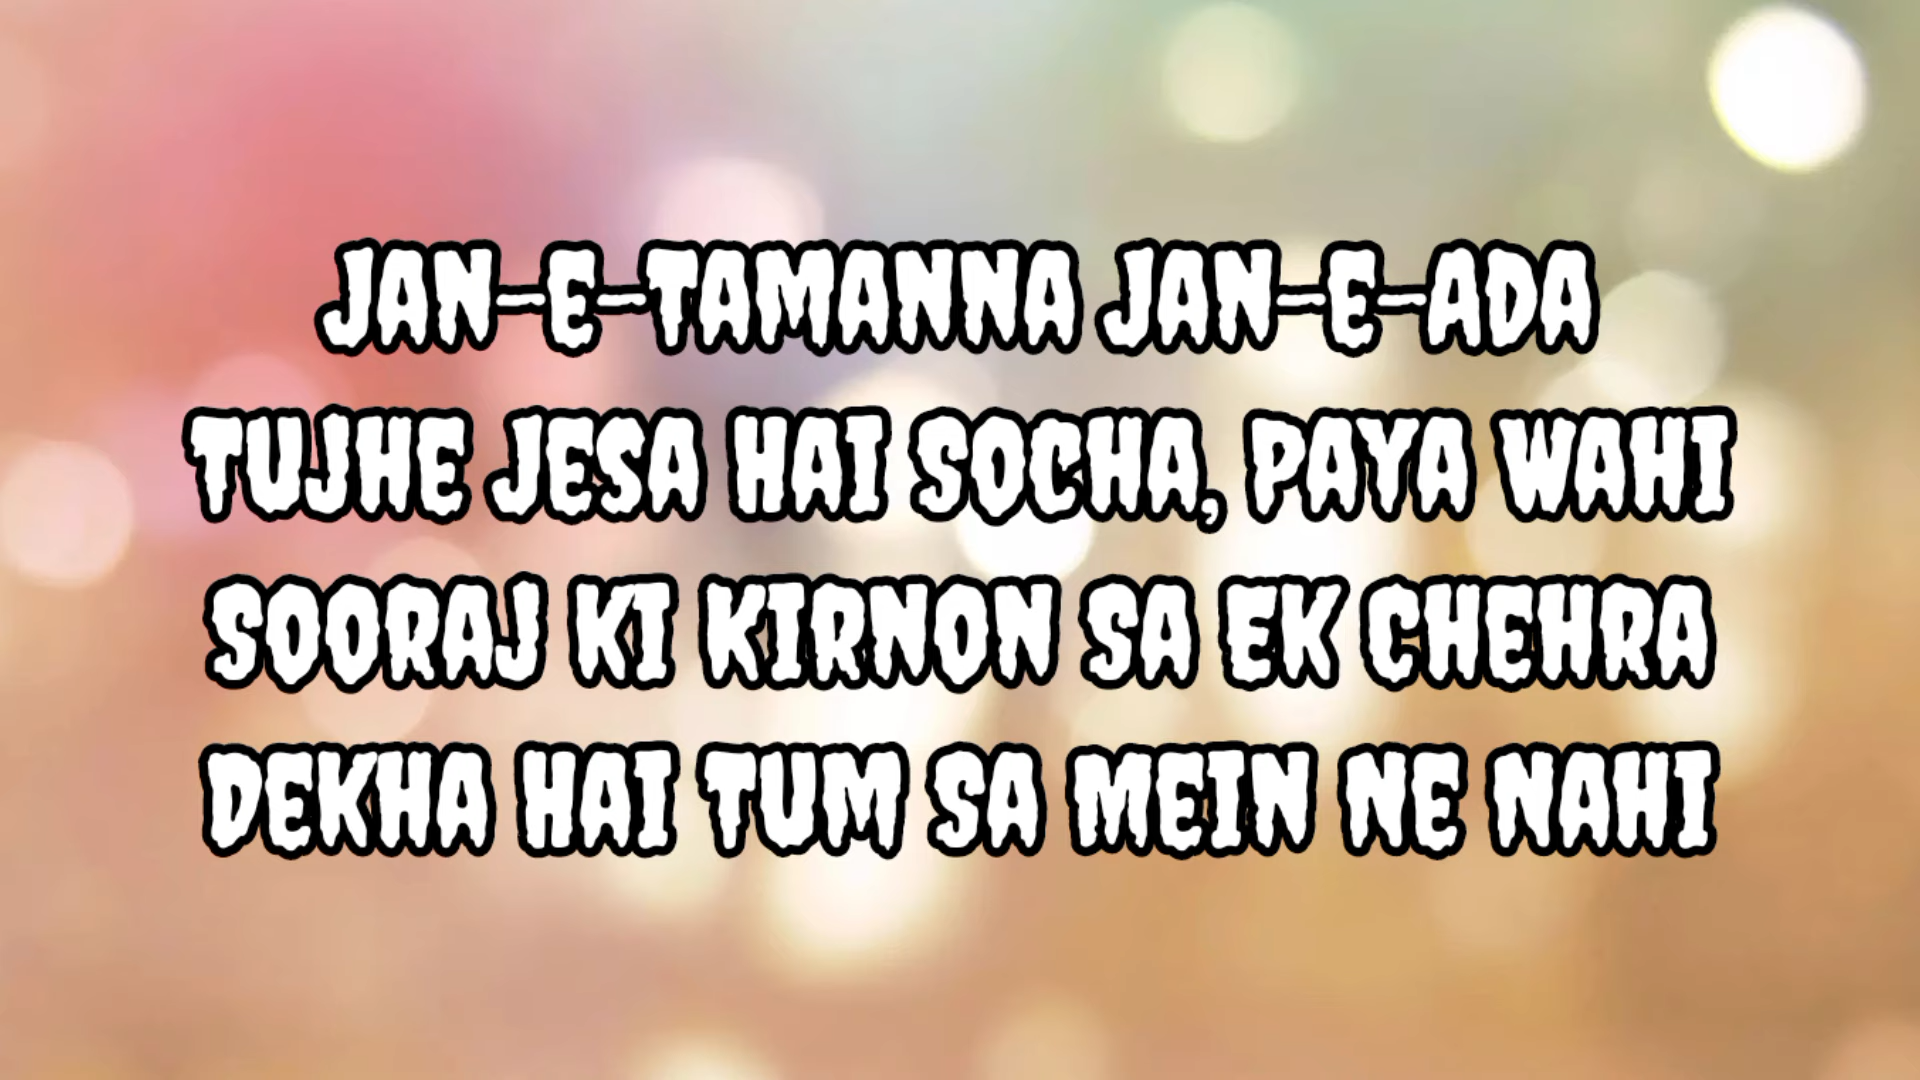 JAN-E-TAMANNA JAN-E-ADA
TUJHE JESA HAI SOCHA, PAYA WAHI
SOORAJ KI KIRNON SA EK CHEHRA
DEKHA HAI TUM SA MEIN NE NAHI